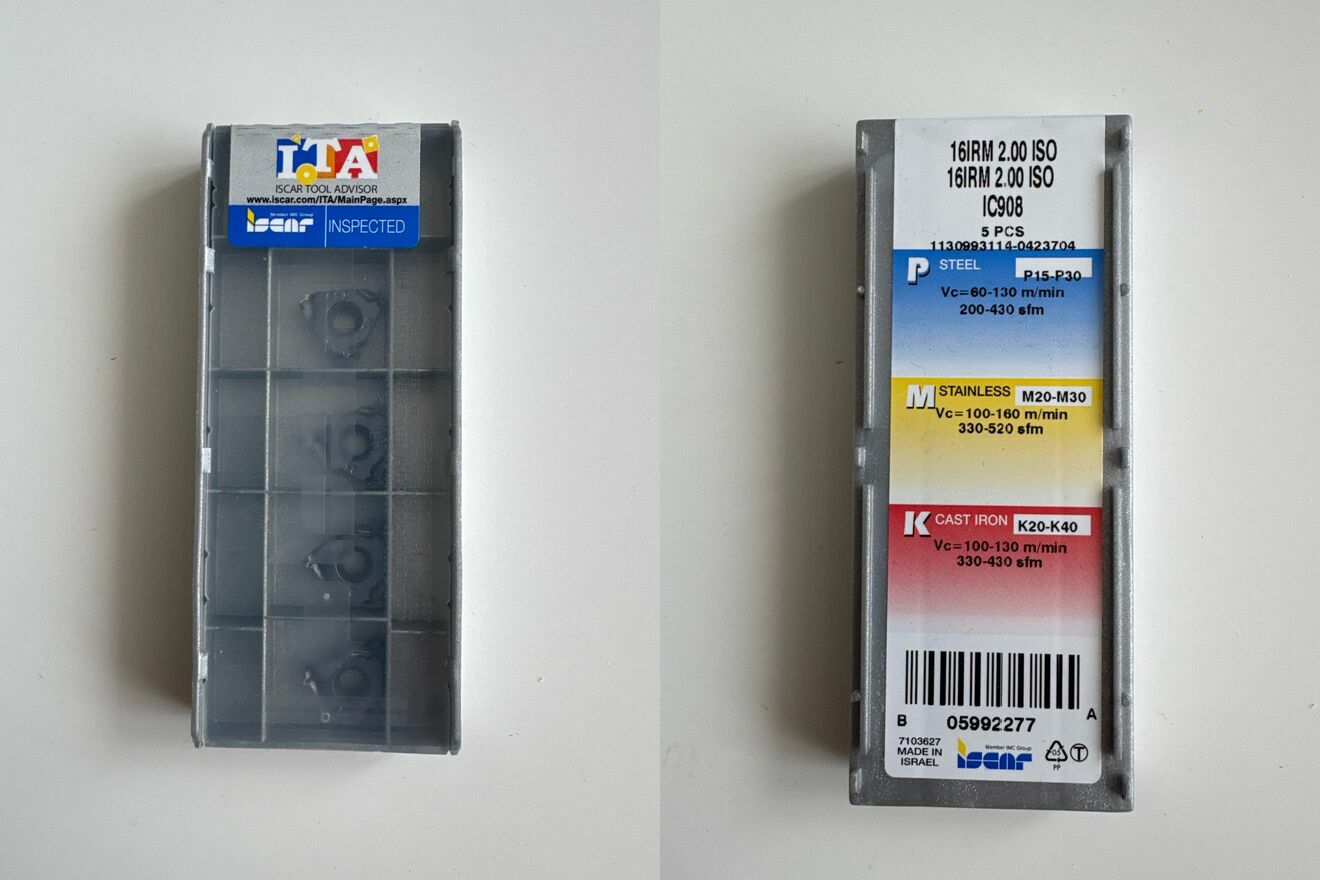 ITA
ISCAR TOOL ADVISOR
www.iscar.com/ITA/MainPage.aspx
Member IMC Group
iscar INSPECTED
16IRM 2.00 ISO
16IRM 2.00 ISO
IC908
5 PCS
1130993114-0423704
P STEEL P15-P30
Vc=60-130 m/min
200-430 sfm
M STAINLESS M20-M30
Vc=100-160 m/min
330-520 sfm
K CAST IRON K20-K40
Vc=100-130 m/min
330-430 sfm
B 05992277 A
7103627
MADE IN
ISRAEL
Member IMC Group
iscar
05
PP
T